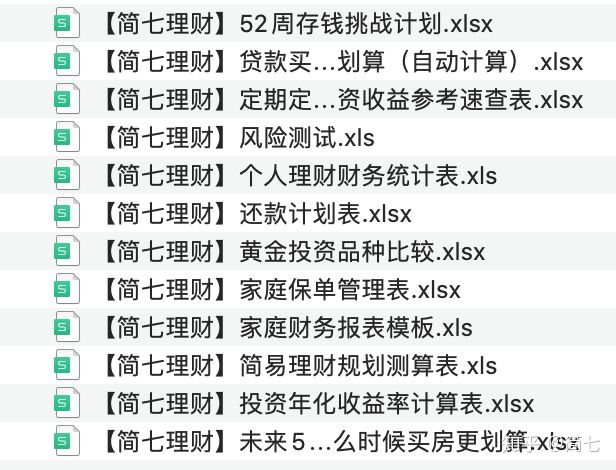 【简七理财】52周存钱挑战计划.xlsx
【简七理财】贷款买…划算（自动计算）.xlsx
【简七理财】定期定…资收益参考速查表.xlsx
【简七理财】风险测试.xls
【简七理财】个人理财财务统计表.xls
【简七理财】还款计划表.xlsx
【简七理财】黄金投资品种比较.xlsx
【简七理财】家庭保单管理表.xlsx
【简七理财】家庭财务报表模板.xls
【简七理财】简易理财规划测算表.xls
【简七理财】投资年化收益率计算表.xlsx
【简七理财】未来5…么时候买房更划算.xlsx
知乎 @简七